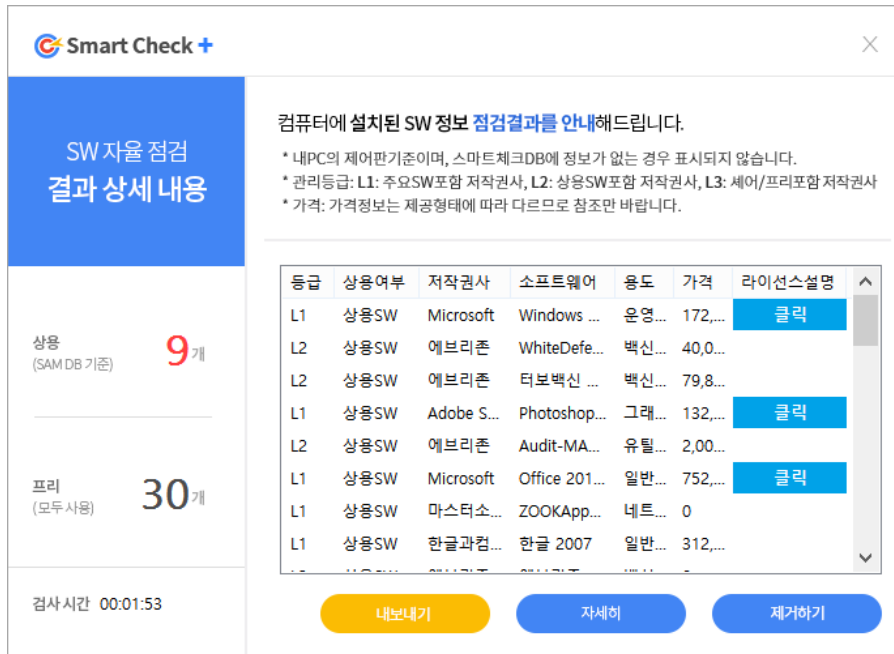 Smart Check +
SW 자율 점검
결과 상세 내용
컴퓨터에 설치된 SW 정보 점검결과를 안내해드립니다.
* 내PC의 제어판기준이며, 스마트체크DB에 정보가 없는 경우 표시되지 않습니다.
* 관리등급: L1: 주요SW포함 저작권사, L2: 상용SW포함 저작권사, L3: 셰어/프리포함 저작권사
* 가격: 가격정보는 제공형태에 따라 다르므로 참조만 바랍니다.
상용
(SAM DB 기준)
9개
프리
(모두 사용)
30개
검사 시간 00:01:53
등급 상용여부 저작권사 소프트웨어 용도 가격 라이선스설명
L1 상용SW Microsoft Windows ... 운영... 172,... 클릭
L2 상용SW 에브리존 WhiteDefe... 백신... 40,0...
L2 상용SW 에브리존 터보백신 ... 백신... 79,8...
L1 상용SW Adobe S... Photoshop... 그래... 132,... 클릭
L2 상용SW 에브리존 Audit-MA... 유틸... 2,00...
L1 상용SW Microsoft Office 201... 일반... 752,... 클릭
L1 상용SW 마스터소... ZOOKApp... 네트... 0
L1 상용SW 한글과컴... 한글 2007 일반... 312,...
내보내기 자세히 제거하기